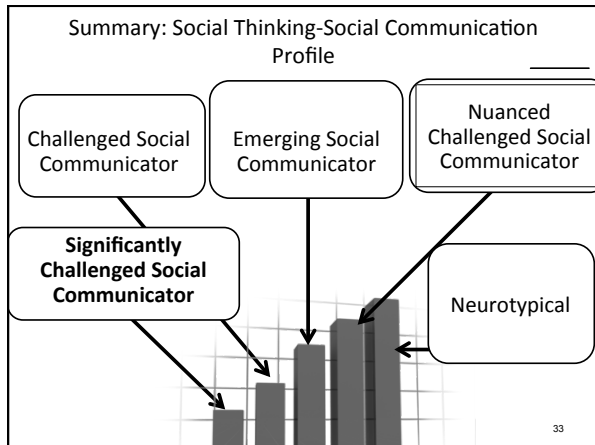 Summary: Social Thinking-Social Communication
Profile
Challenged Social
Communicator
Emerging Social
Communicator
Nuanced
Challenged Social
Communicator
Significantly
Challenged Social
Communicator
Neurotypical
33